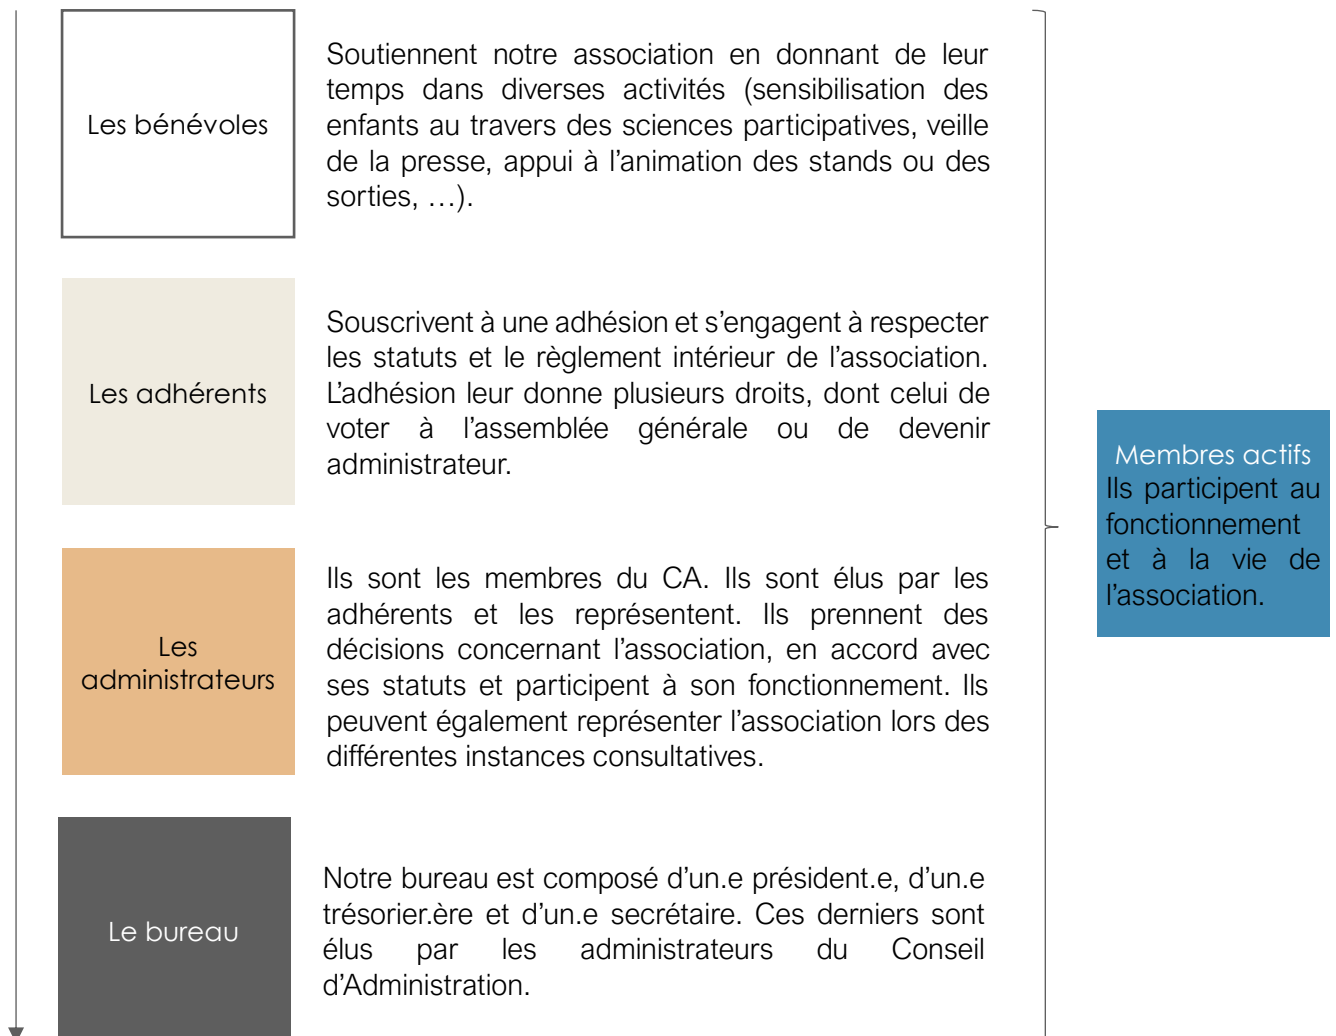 Les bénévoles
Soutiennent notre association en donnant de leur
temps dans diverses activités (sensibilisation des
enfants au travers des sciences participatives, veille
de la presse, appui à l’animation des stands ou des
sorties, …).
Les adhérents
Souscrivent à une adhésion et s’engagent à respecter
les statuts et le règlement intérieur de l’association.
L’adhésion leur donne plusieurs droits, dont celui de
voter à l’assemblée générale ou de devenir
administrateur.
Les
administrateurs
Ils sont les membres du CA. Ils sont élus par les
adhérents et les représentent. Ils prennent des
décisions concernant l’association, en accord avec
ses statuts et participent à son fonctionnement. Ils
peuvent également représenter l’association lors des
différentes instances consultatives.
Le bureau
Notre bureau est composé d’un.e président.e, d’un.e
trésorier.ère et d’un.e secrétaire. Ces derniers sont
élus par les administrateurs du Conseil
d’Administration.
Membres actifs
Ils participent au
fonctionnement
et à la vie de
l’association.